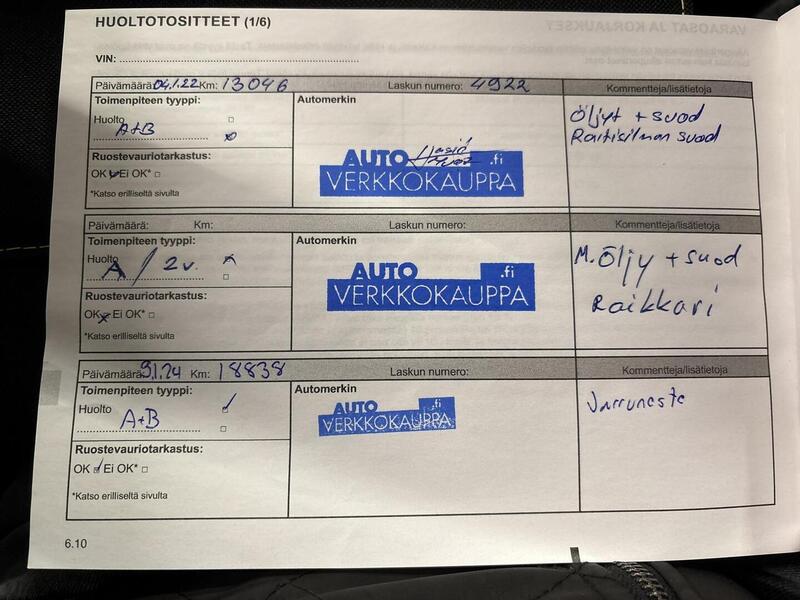 HUOLTOTOSITTEET (1/6)
VIN:
Päivämäärä: 04.1.22 Km: 13046 Laskun numero: 4922 Kommentteja/lisätietoja
Toimenpiteen tyyppi: Automerkin
Huolto
A+B
Öljyt + suod
Raitisilman suod
Ruostevauriotarkastus:
OK Ei OK*
*Katso erilliseltä sivulta
AUTO .fi
VERKKOKAUPPA
Päivämäärä: Km: Laskun numero: Kommentteja/lisätietoja
Toimenpiteen tyyppi: Automerkin
Huolto
A / 2v.
M.Öljy + suod
Raikkari
Ruostevauriotarkastus:
OK Ei OK*
*Katso erilliseltä sivulta
AUTO .fi
VERKKOKAUPPA
Päivämäärä: 9.1.24 Km: 18838 Laskun numero: Kommentteja/lisätietoja
Toimenpiteen tyyppi: Automerkin
Huolto
A+B
Jarruneste
Ruostevauriotarkastus:
OK Ei OK*
*Katso erilliseltä sivulta
AUTO .fi
VERKKOKAUPPA
6.10